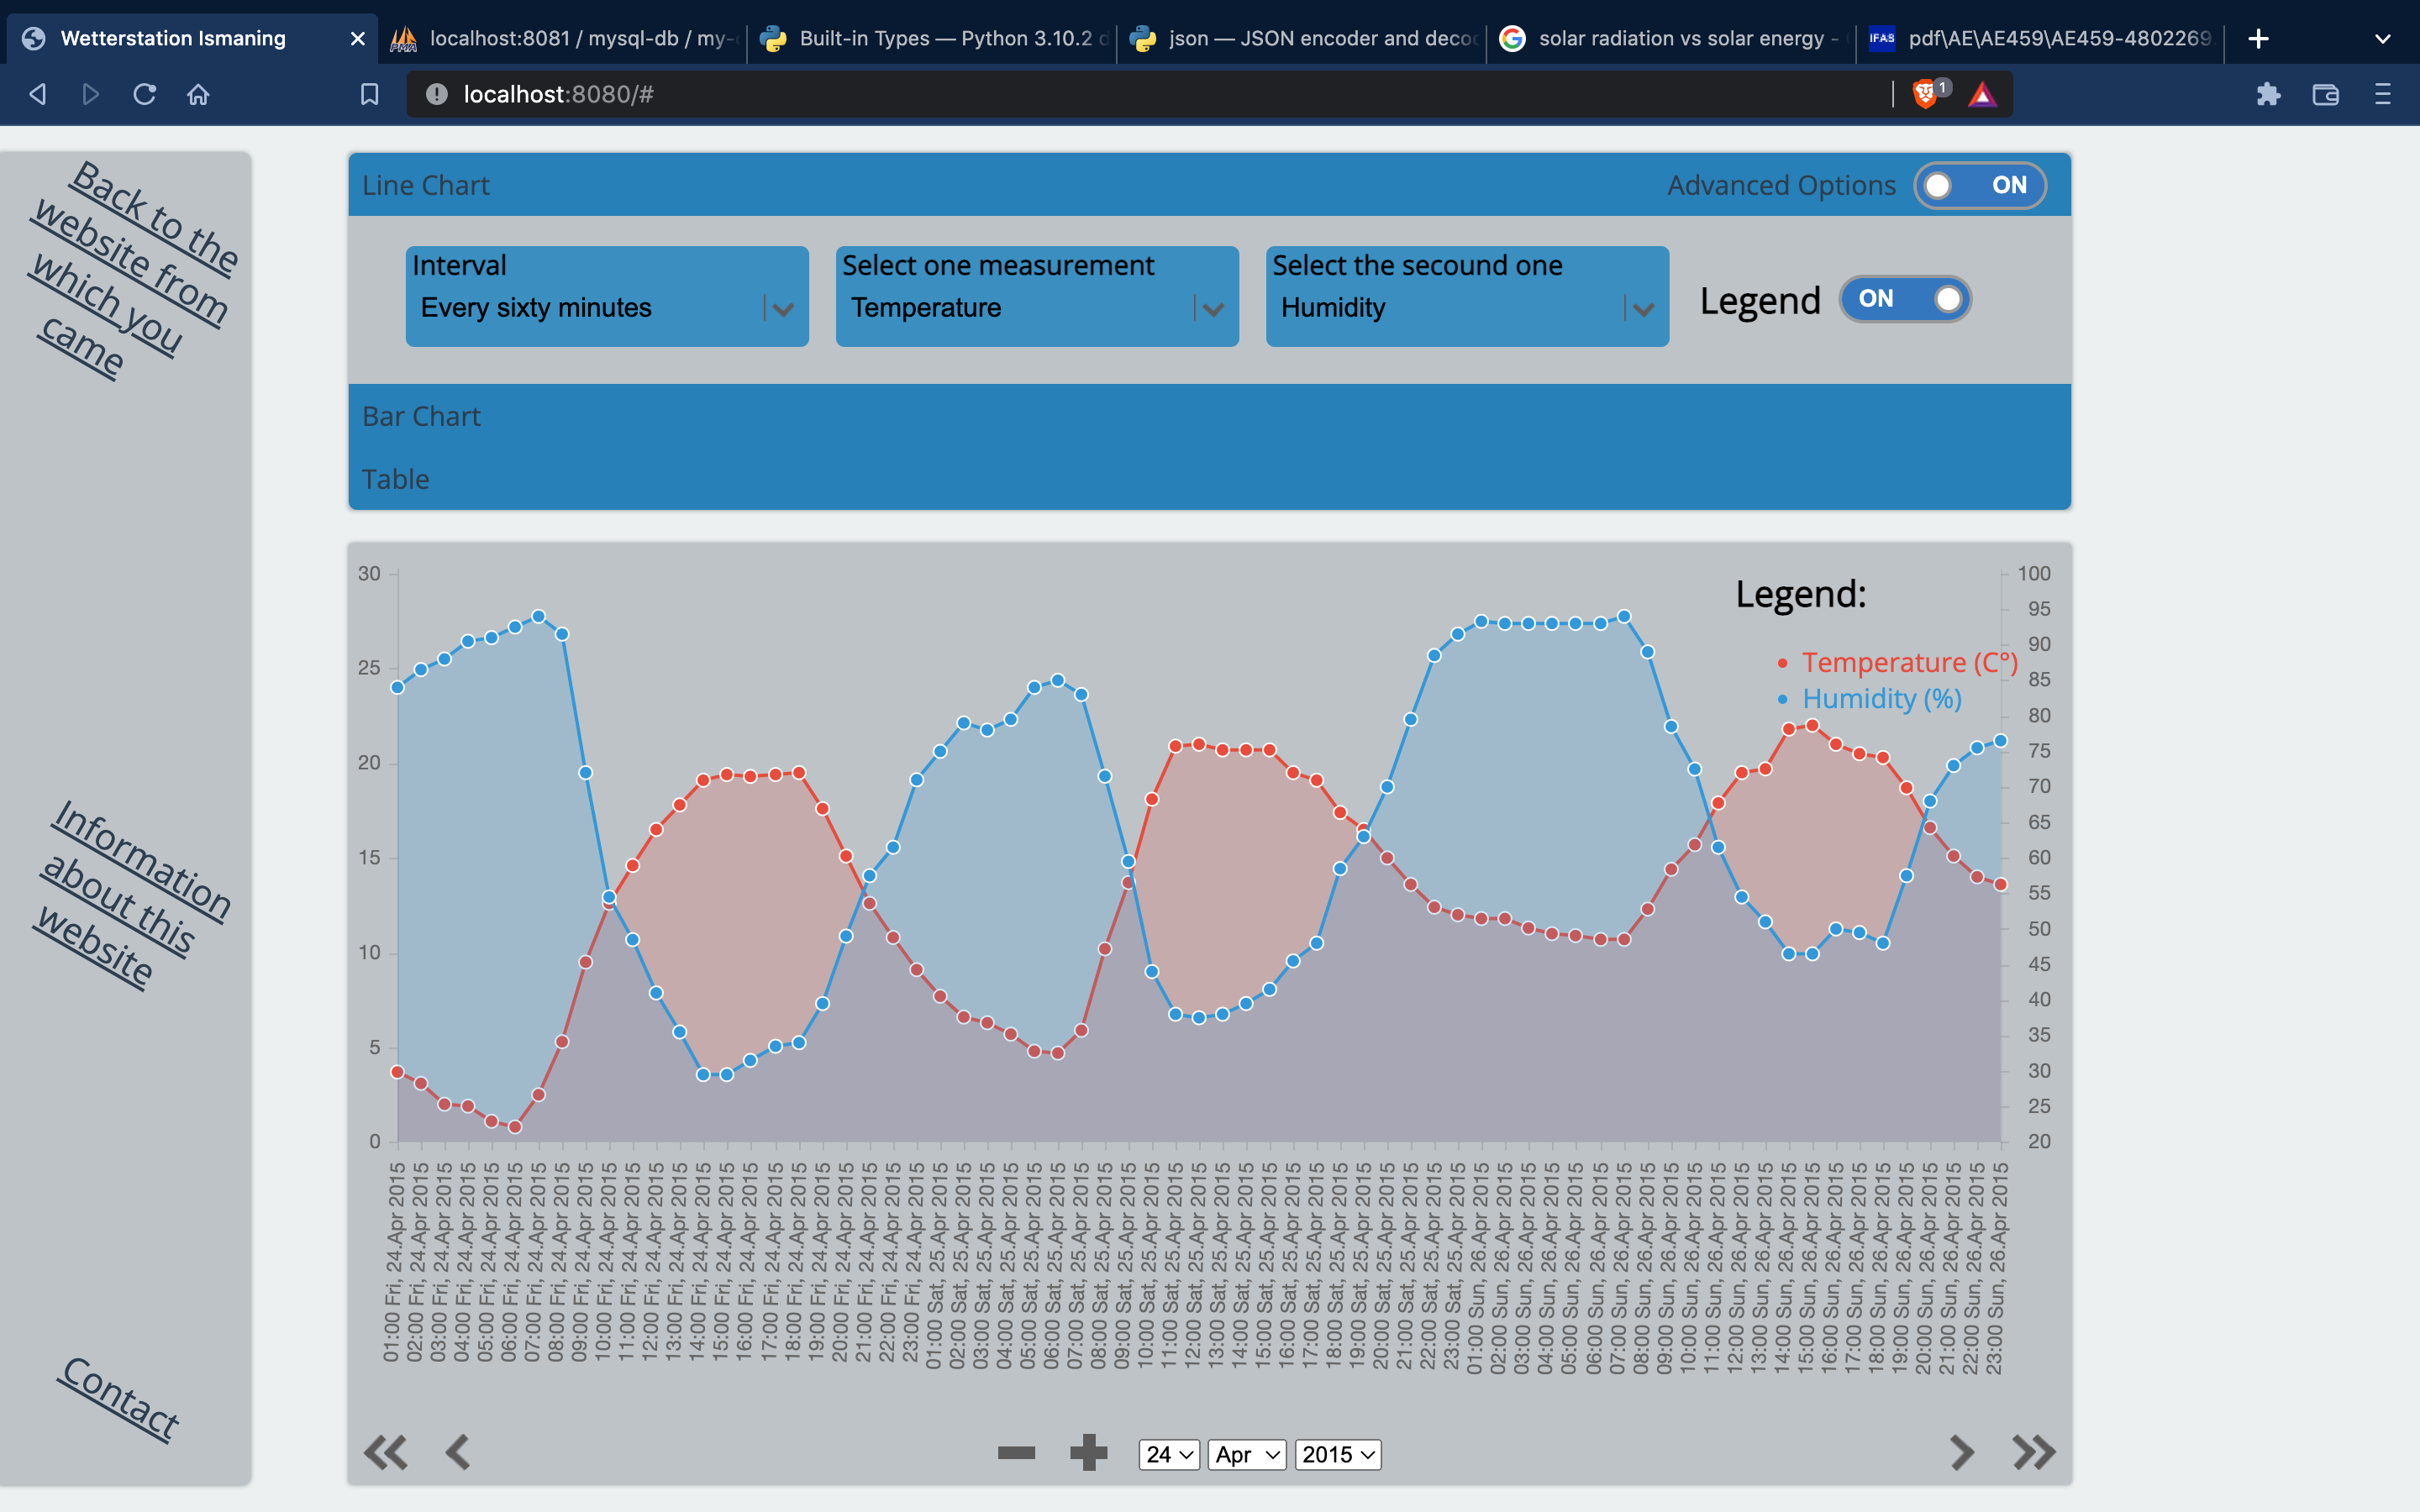 Wetterstation Ismaning
localhost:8081 / mysql-db / my-
Built-in Types — Python 3.10.2 d
json — JSON encoder and deco
solar radiation vs solar energy -
IFAS
pdf\AE\AE459\AE459-4802269
PMA
localhost:8080/#
1
Back to the
website from
which you
came
Information
about this
website
Contact
Line Chart
Advanced Options
ON
Interval
Every sixty minutes
Select one measurement
Temperature
Select the secound one
Humidity
Legend
ON
Bar Chart
Table
30
25
20
15
10
5
0
Legend:
Temperature (C°)
Humidity (%)
100
95
90
85
80
75
70
65
60
55
50
45
40
35
30
25
20
01:00 Fri, 24.Apr 2015
02:00 Fri, 24.Apr 2015
03:00 Fri, 24.Apr 2015
04:00 Fri, 24.Apr 2015
05:00 Fri, 24.Apr 2015
06:00 Fri, 24.Apr 2015
07:00 Fri, 24.Apr 2015
08:00 Fri, 24.Apr 2015
09:00 Fri, 24.Apr 2015
10:00 Fri, 24.Apr 2015
11:00 Fri, 24.Apr 2015
12:00 Fri, 24.Apr 2015
13:00 Fri, 24.Apr 2015
14:00 Fri, 24.Apr 2015
15:00 Fri, 24.Apr 2015
16:00 Fri, 24.Apr 2015
17:00 Fri, 24.Apr 2015
18:00 Fri, 24.Apr 2015
19:00 Fri, 24.Apr 2015
20:00 Fri, 24.Apr 2015
21:00 Fri, 24.Apr 2015
22:00 Fri, 24.Apr 2015
23:00 Fri, 24.Apr 2015
01:00 Sat, 25.Apr 2015
02:00 Sat, 25.Apr 2015
03:00 Sat, 25.Apr 2015
04:00 Sat, 25.Apr 2015
05:00 Sat, 25.Apr 2015
06:00 Sat, 25.Apr 2015
07:00 Sat, 25.Apr 2015
08:00 Sat, 25.Apr 2015
09:00 Sat, 25.Apr 2015
10:00 Sat, 25.Apr 2015
11:00 Sat, 25.Apr 2015
12:00 Sat, 25.Apr 2015
13:00 Sat, 25.Apr 2015
14:00 Sat, 25.Apr 2015
15:00 Sat, 25.Apr 2015
16:00 Sat, 25.Apr 2015
17:00 Sat, 25.Apr 2015
18:00 Sat, 25.Apr 2015
19:00 Sat, 25.Apr 2015
20:00 Sat, 25.Apr 2015
21:00 Sat, 25.Apr 2015
22:00 Sat, 25.Apr 2015
23:00 Sat, 25.Apr 2015
01:00 Sun, 26.Apr 2015
02:00 Sun, 26.Apr 2015
03:00 Sun, 26.Apr 2015
04:00 Sun, 26.Apr 2015
05:00 Sun, 26.Apr 2015
06:00 Sun, 26.Apr 2015
07:00 Sun, 26.Apr 2015
08:00 Sun, 26.Apr 2015
09:00 Sun, 26.Apr 2015
10:00 Sun, 26.Apr 2015
11:00 Sun, 26.Apr 2015
12:00 Sun, 26.Apr 2015
13:00 Sun, 26.Apr 2015
14:00 Sun, 26.Apr 2015
15:00 Sun, 26.Apr 2015
16:00 Sun, 26.Apr 2015
17:00 Sun, 26.Apr 2015
18:00 Sun, 26.Apr 2015
19:00 Sun, 26.Apr 2015
20:00 Sun, 26.Apr 2015
21:00 Sun, 26.Apr 2015
22:00 Sun, 26.Apr 2015
23:00 Sun, 26.Apr 2015
24
Apr
2015